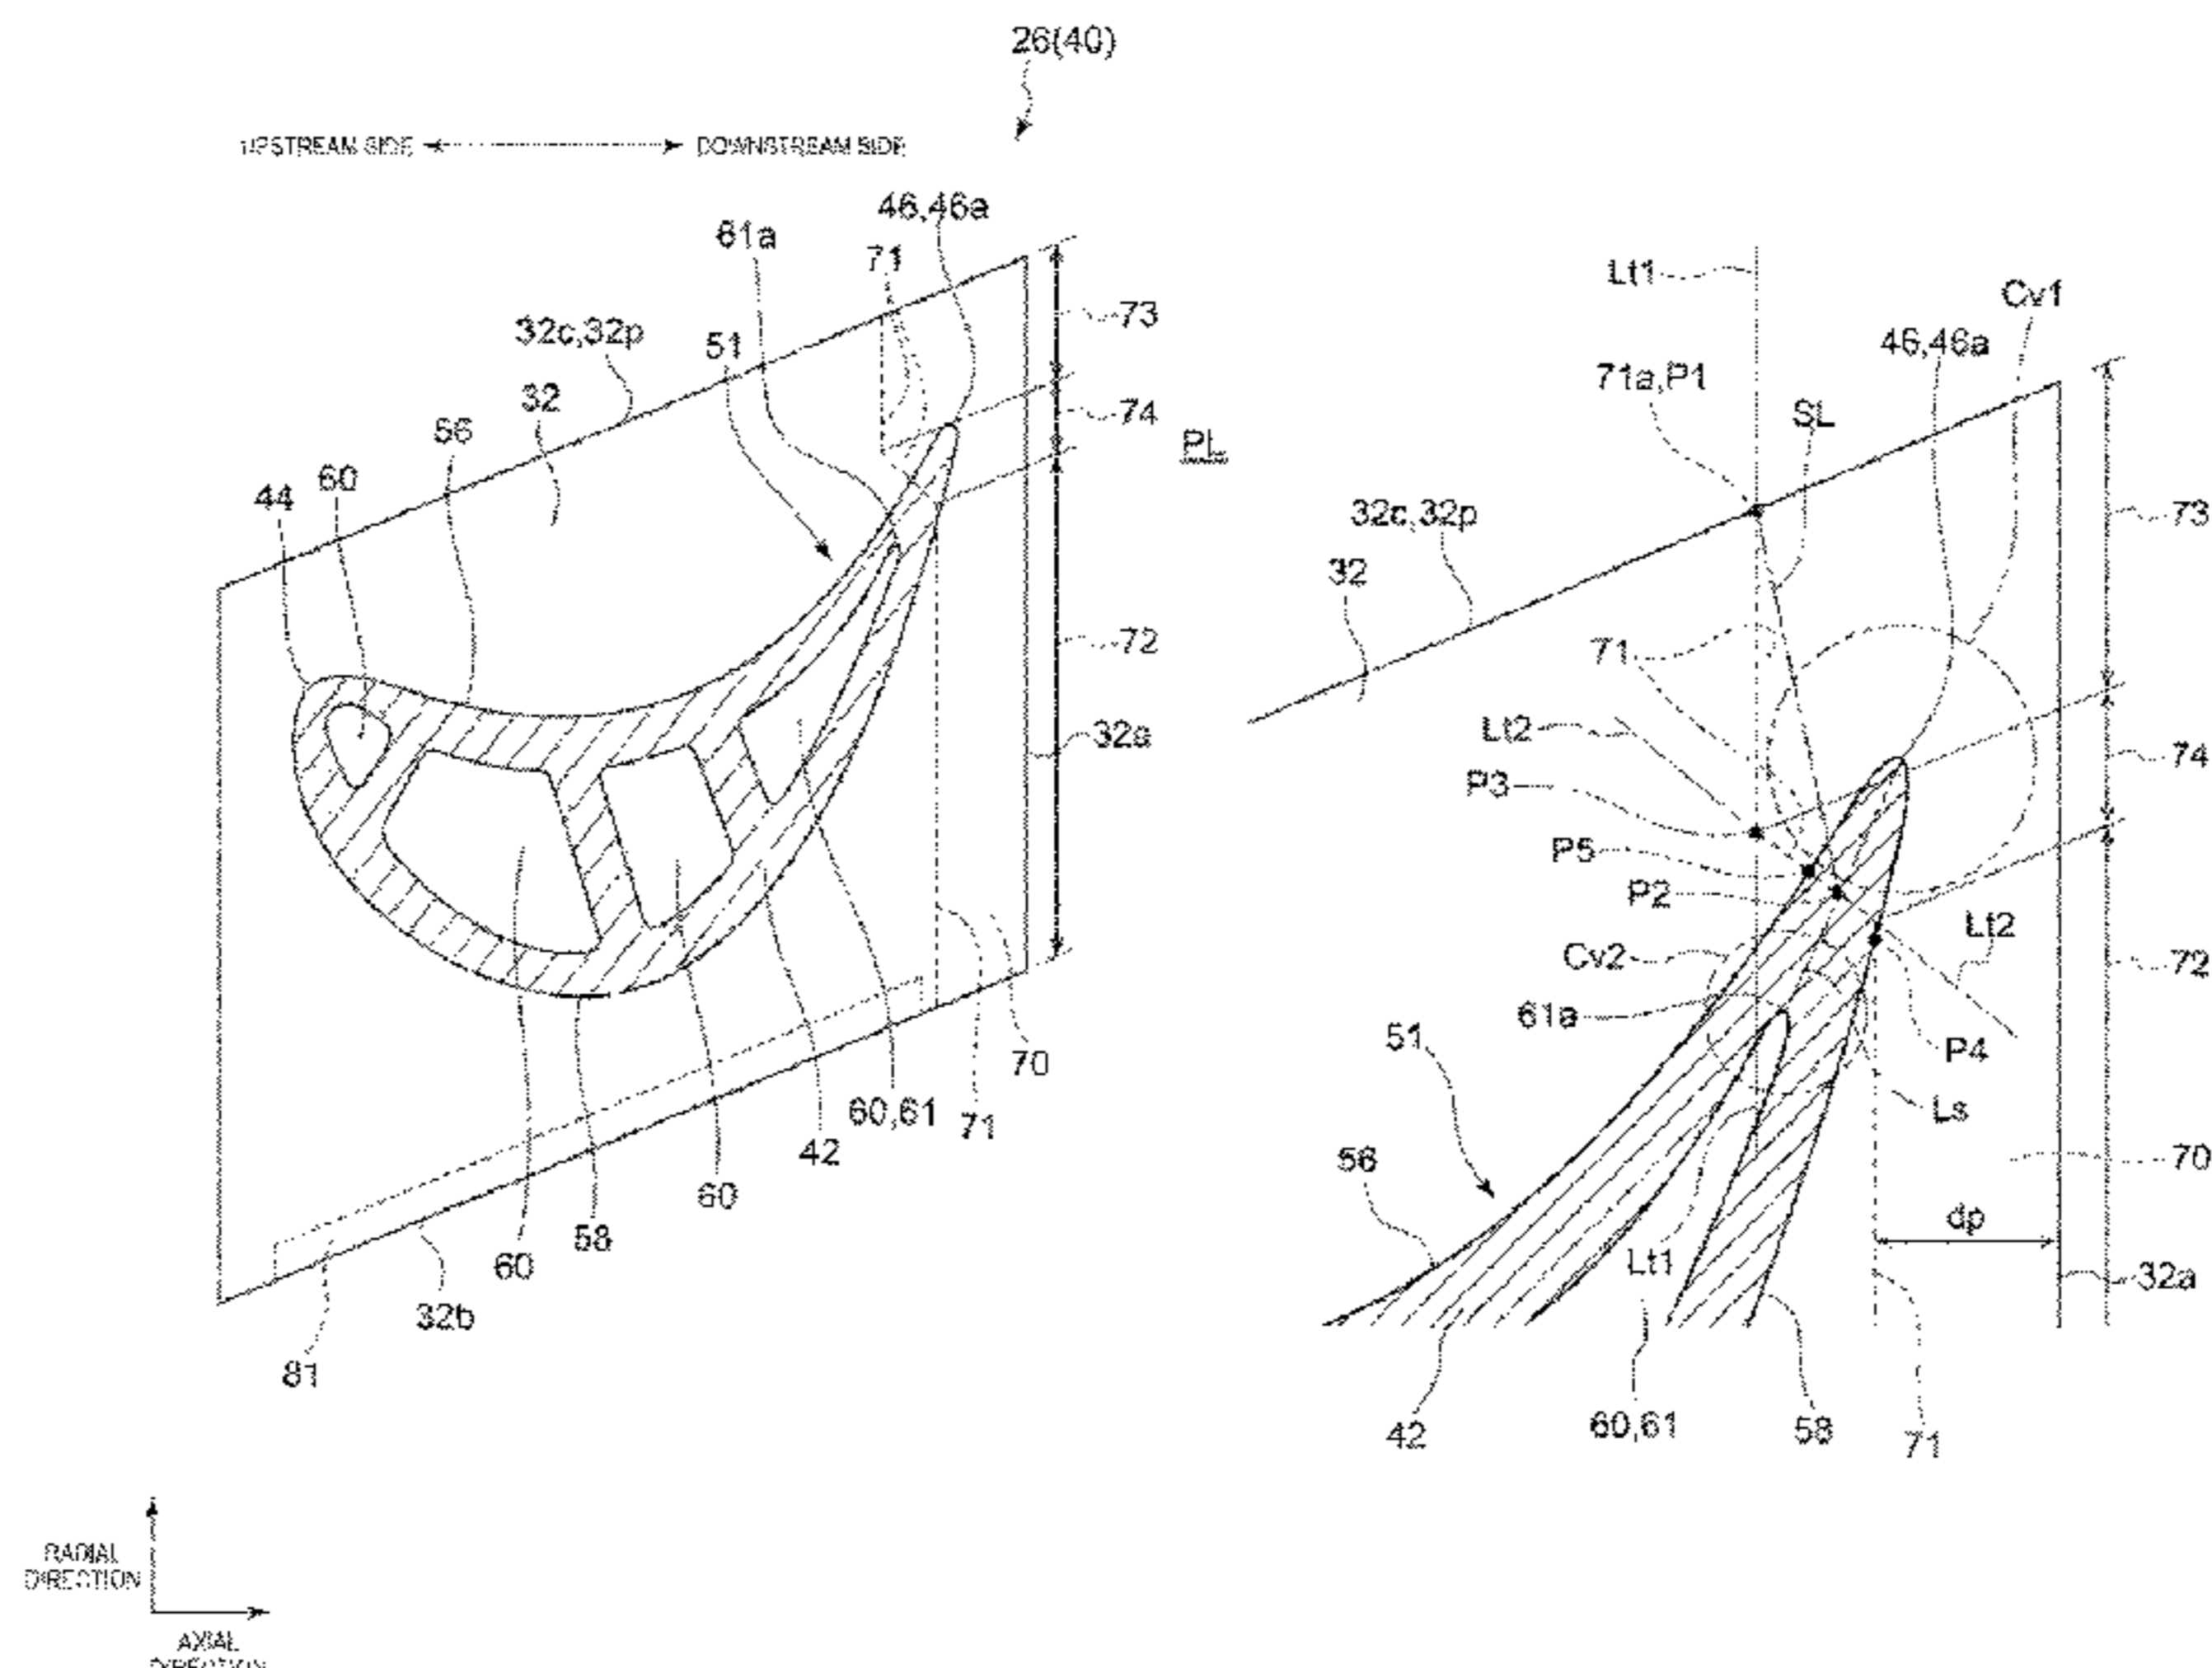 26(40)
UPSTREAM SIDE DOWNSTREAM SIDE
46,46a
61a
71
73
32c,32p
51
32
74
PL
56
60
44
72
32a
70
60,61
71
42
60
58
60
32b
81
RADIAL
DIRECTION
AXIAL
DIRECTION
Lt1
Cv1
46,46a
71a,P1
SL
32c,32p
73
32
71
Lt2
74
P3
P5
P2
Lt2
Cv2
72
61a
P4
51
Ls
56
70
dp
Lt1
32a
60,61
58
42
71